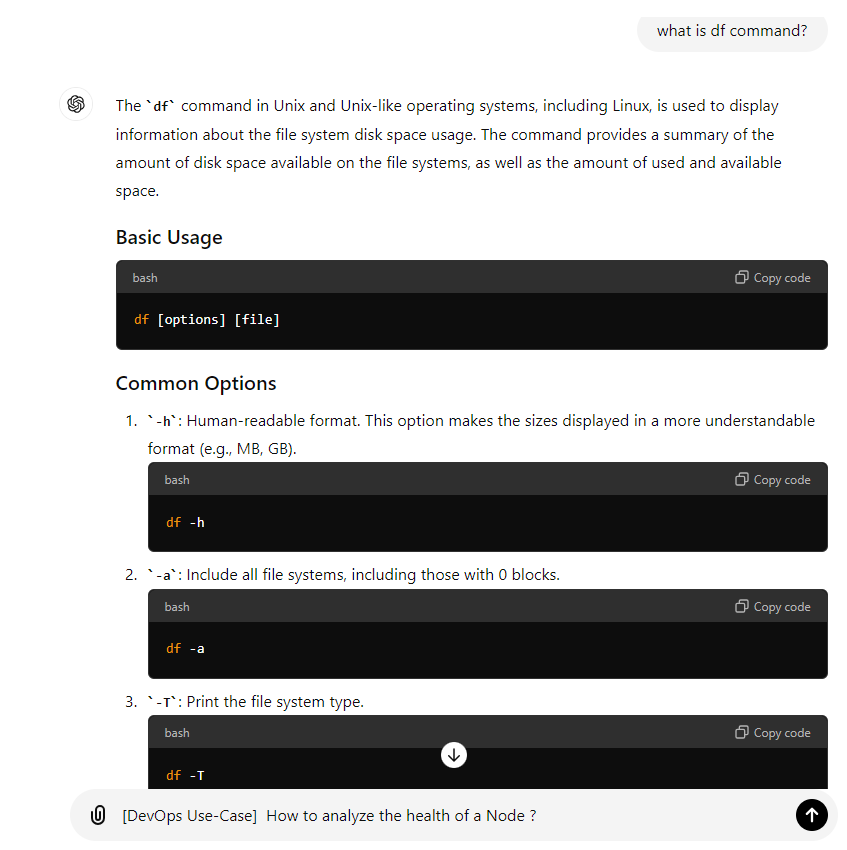 what is df command?
The `df` command in Unix and Unix-like operating systems, including Linux, is used to display
information about the file system disk space usage. The command provides a summary of the
amount of disk space available on the file systems, as well as the amount of used and available
space.
Basic Usage
bash Copy code
df [options] [file]
Common Options
1. `-h`: Human-readable format. This option makes the sizes displayed in a more understandable
format (e.g., MB, GB).
bash Copy code
df -h
2. `-a`: Include all file systems, including those with 0 blocks.
bash Copy code
df -a
3. `-T`: Print the file system type.
bash Copy code
df -T
[DevOps Use-Case] How to analyze the health of a Node ?